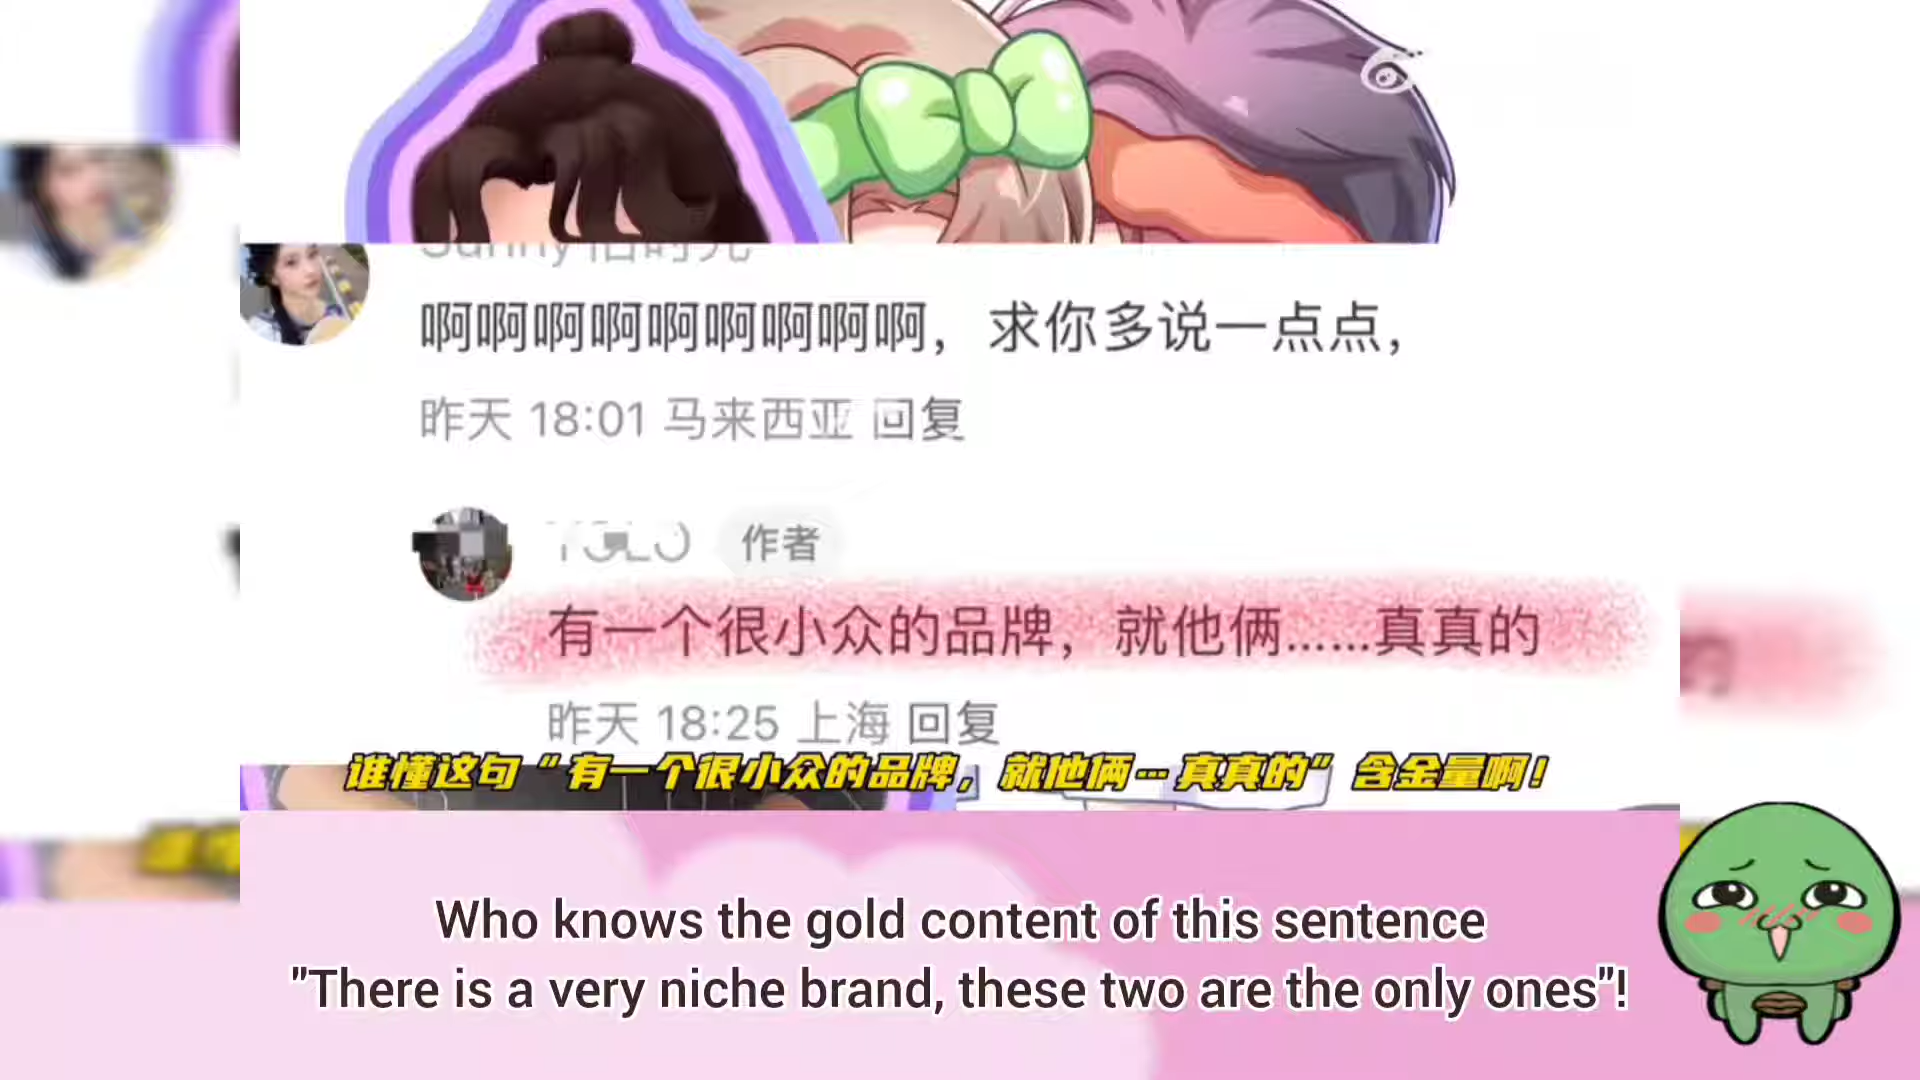 啊啊啊啊啊啊啊啊啊，求你多说一点点，
昨天 18:01 马来西亚 回复
作者
有一个很小众的品牌，就他俩……真真的
昨天 18:25 上海 回复
谁懂这句“有一个很小众的品牌，就他俩…真真的”含金量啊！
Who knows the gold content of this sentence
"There is a very niche brand, these two are the only ones"!